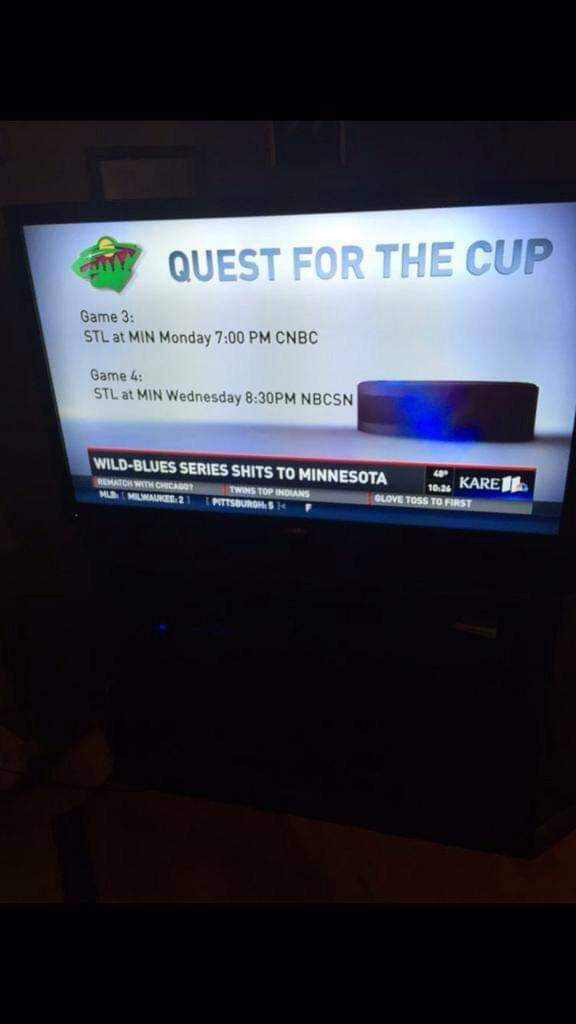 QUEST FOR THE CUP
Game 3:
STL at MIN Monday 7:00 PM CNBC
Game 4:
STL at MIN Wednesday 8:30PM NBCSN
WILD-BLUES SERIES SHITS TO MINNESOTA
48°
10:26
KARE 11
REMATCH WITH CHICAGO?
TWINS TOP INDIANS
GLOVE TOSS TO FIRST
MLB: [ MILWAUKEE: 2 ] [ PITTSBURGH: 5 ]< F